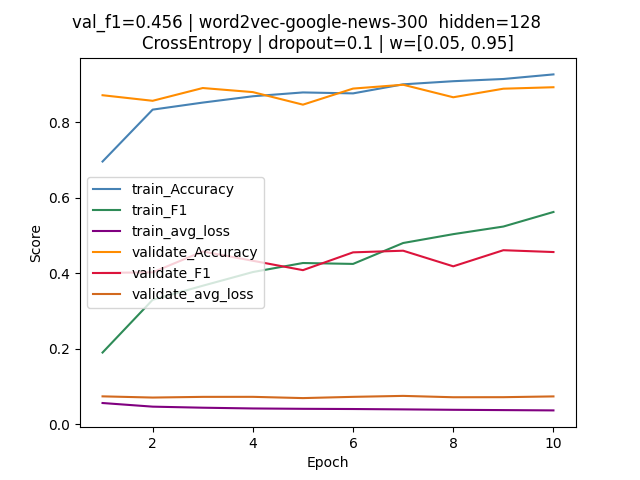 val_f1=0.456 | word2vec-google-news-300 hidden=128
CrossEntropy | dropout=0.1 | w=[0.05, 0.95]
Score
0.8
0.6
0.4
0.2
0.0
train_Accuracy
train_F1
train_avg_loss
validate_Accuracy
validate_F1
validate_avg_loss
2 4 6 8 10
Epoch